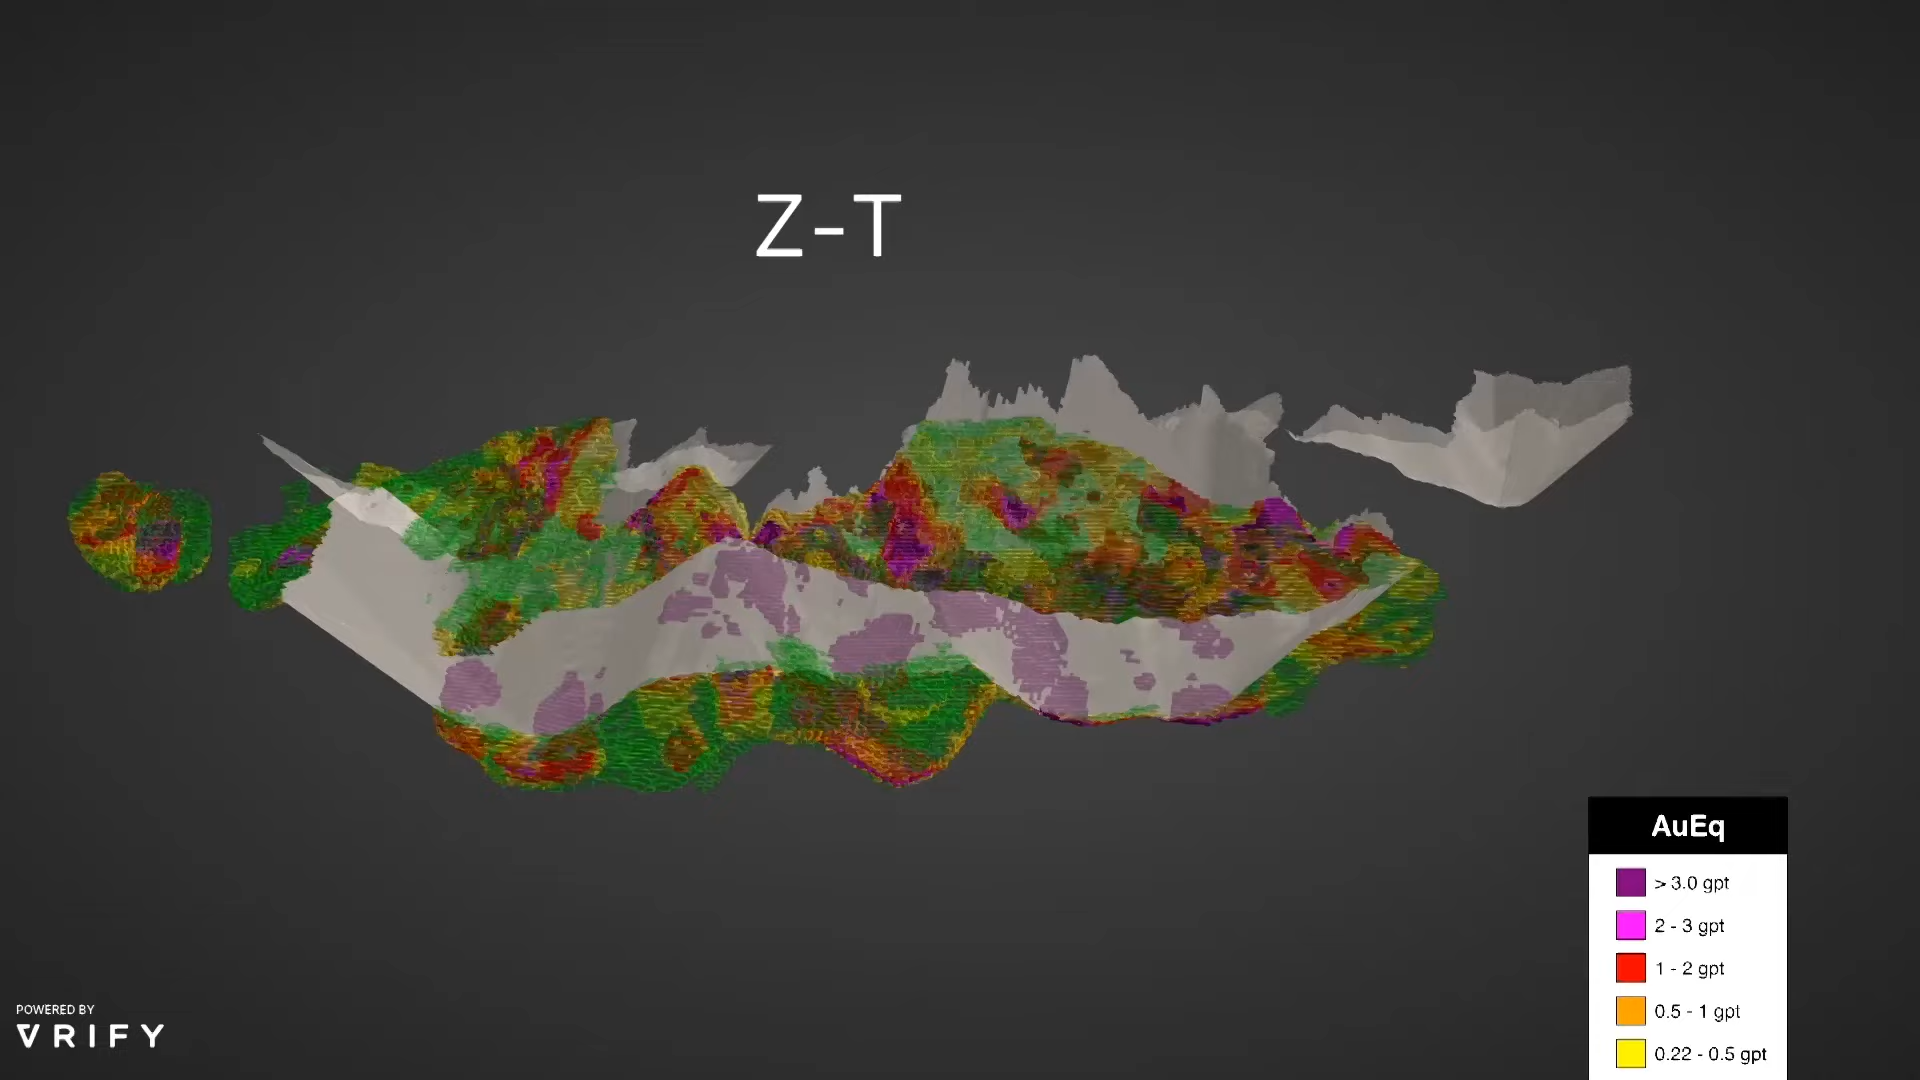 Z-T
AuEq
> 3.0 gpt
2 - 3 gpt
1 - 2 gpt
0.5 - 1 gpt
0.22 - 0.5 gpt
POWERED BY
VRIFY